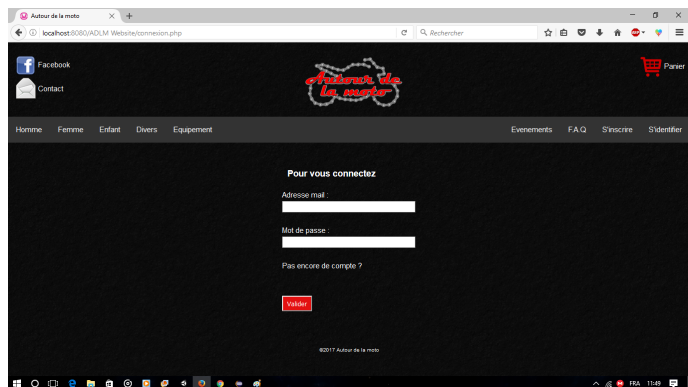 Autour de la moto
localhost:8080/ADLM Website/connexion.php
Rechercher
Facebook
Contact
Autour de
la moto
Panier
Homme Femme Enfant Divers Equipement Evenements F.A.Q S'inscrire S'identifier
Pour vous connectez
Adresse mail :
Mot de passe :
Pas encore de compte ?
Valider
©2017 Autour de la moto
FRA 11:49